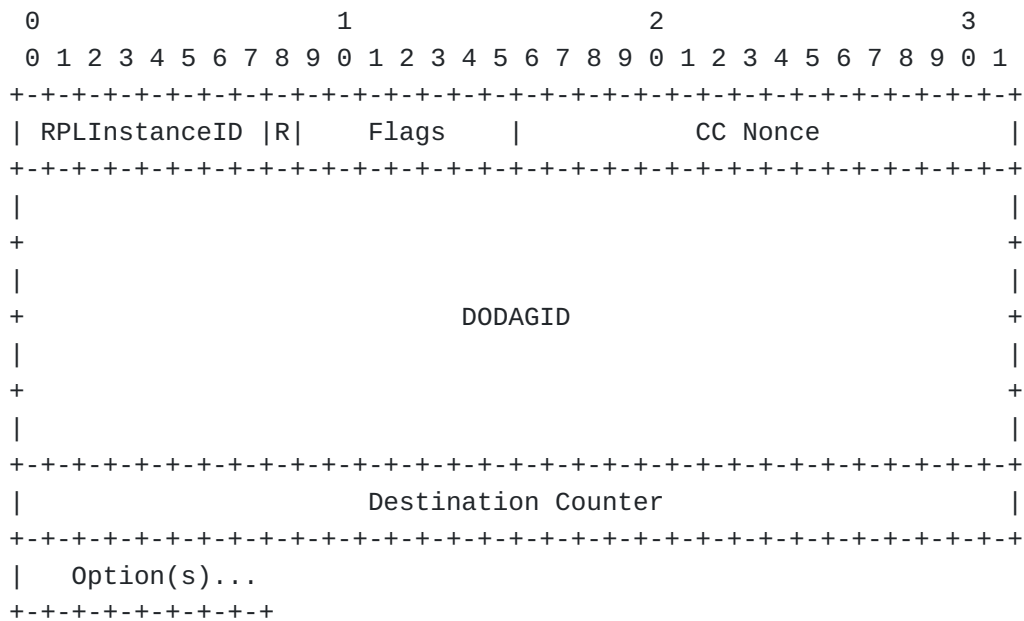 0                   1                   2                   3
 0 1 2 3 4 5 6 7 8 9 0 1 2 3 4 5 6 7 8 9 0 1 2 3 4 5 6 7 8 9 0 1
+-+-+-+-+-+-+-+-+-+-+-+-+-+-+-+-+-+-+-+-+-+-+-+-+-+-+-+-+-+-+-+-+
| RPLInstanceID |R|    Flags    |           CC Nonce            |
+-+-+-+-+-+-+-+-+-+-+-+-+-+-+-+-+-+-+-+-+-+-+-+-+-+-+-+-+-+-+-+-+
|                                                               |
+                                                               +
|                                                               |
+                            DODAGID                            +
|                                                               |
+                                                               +
|                                                               |
+-+-+-+-+-+-+-+-+-+-+-+-+-+-+-+-+-+-+-+-+-+-+-+-+-+-+-+-+-+-+-+-+
|                      Destination Counter                      |
+-+-+-+-+-+-+-+-+-+-+-+-+-+-+-+-+-+-+-+-+-+-+-+-+-+-+-+-+-+-+-+-+
|   Option(s)...
+-+-+-+-+-+-+-+-+